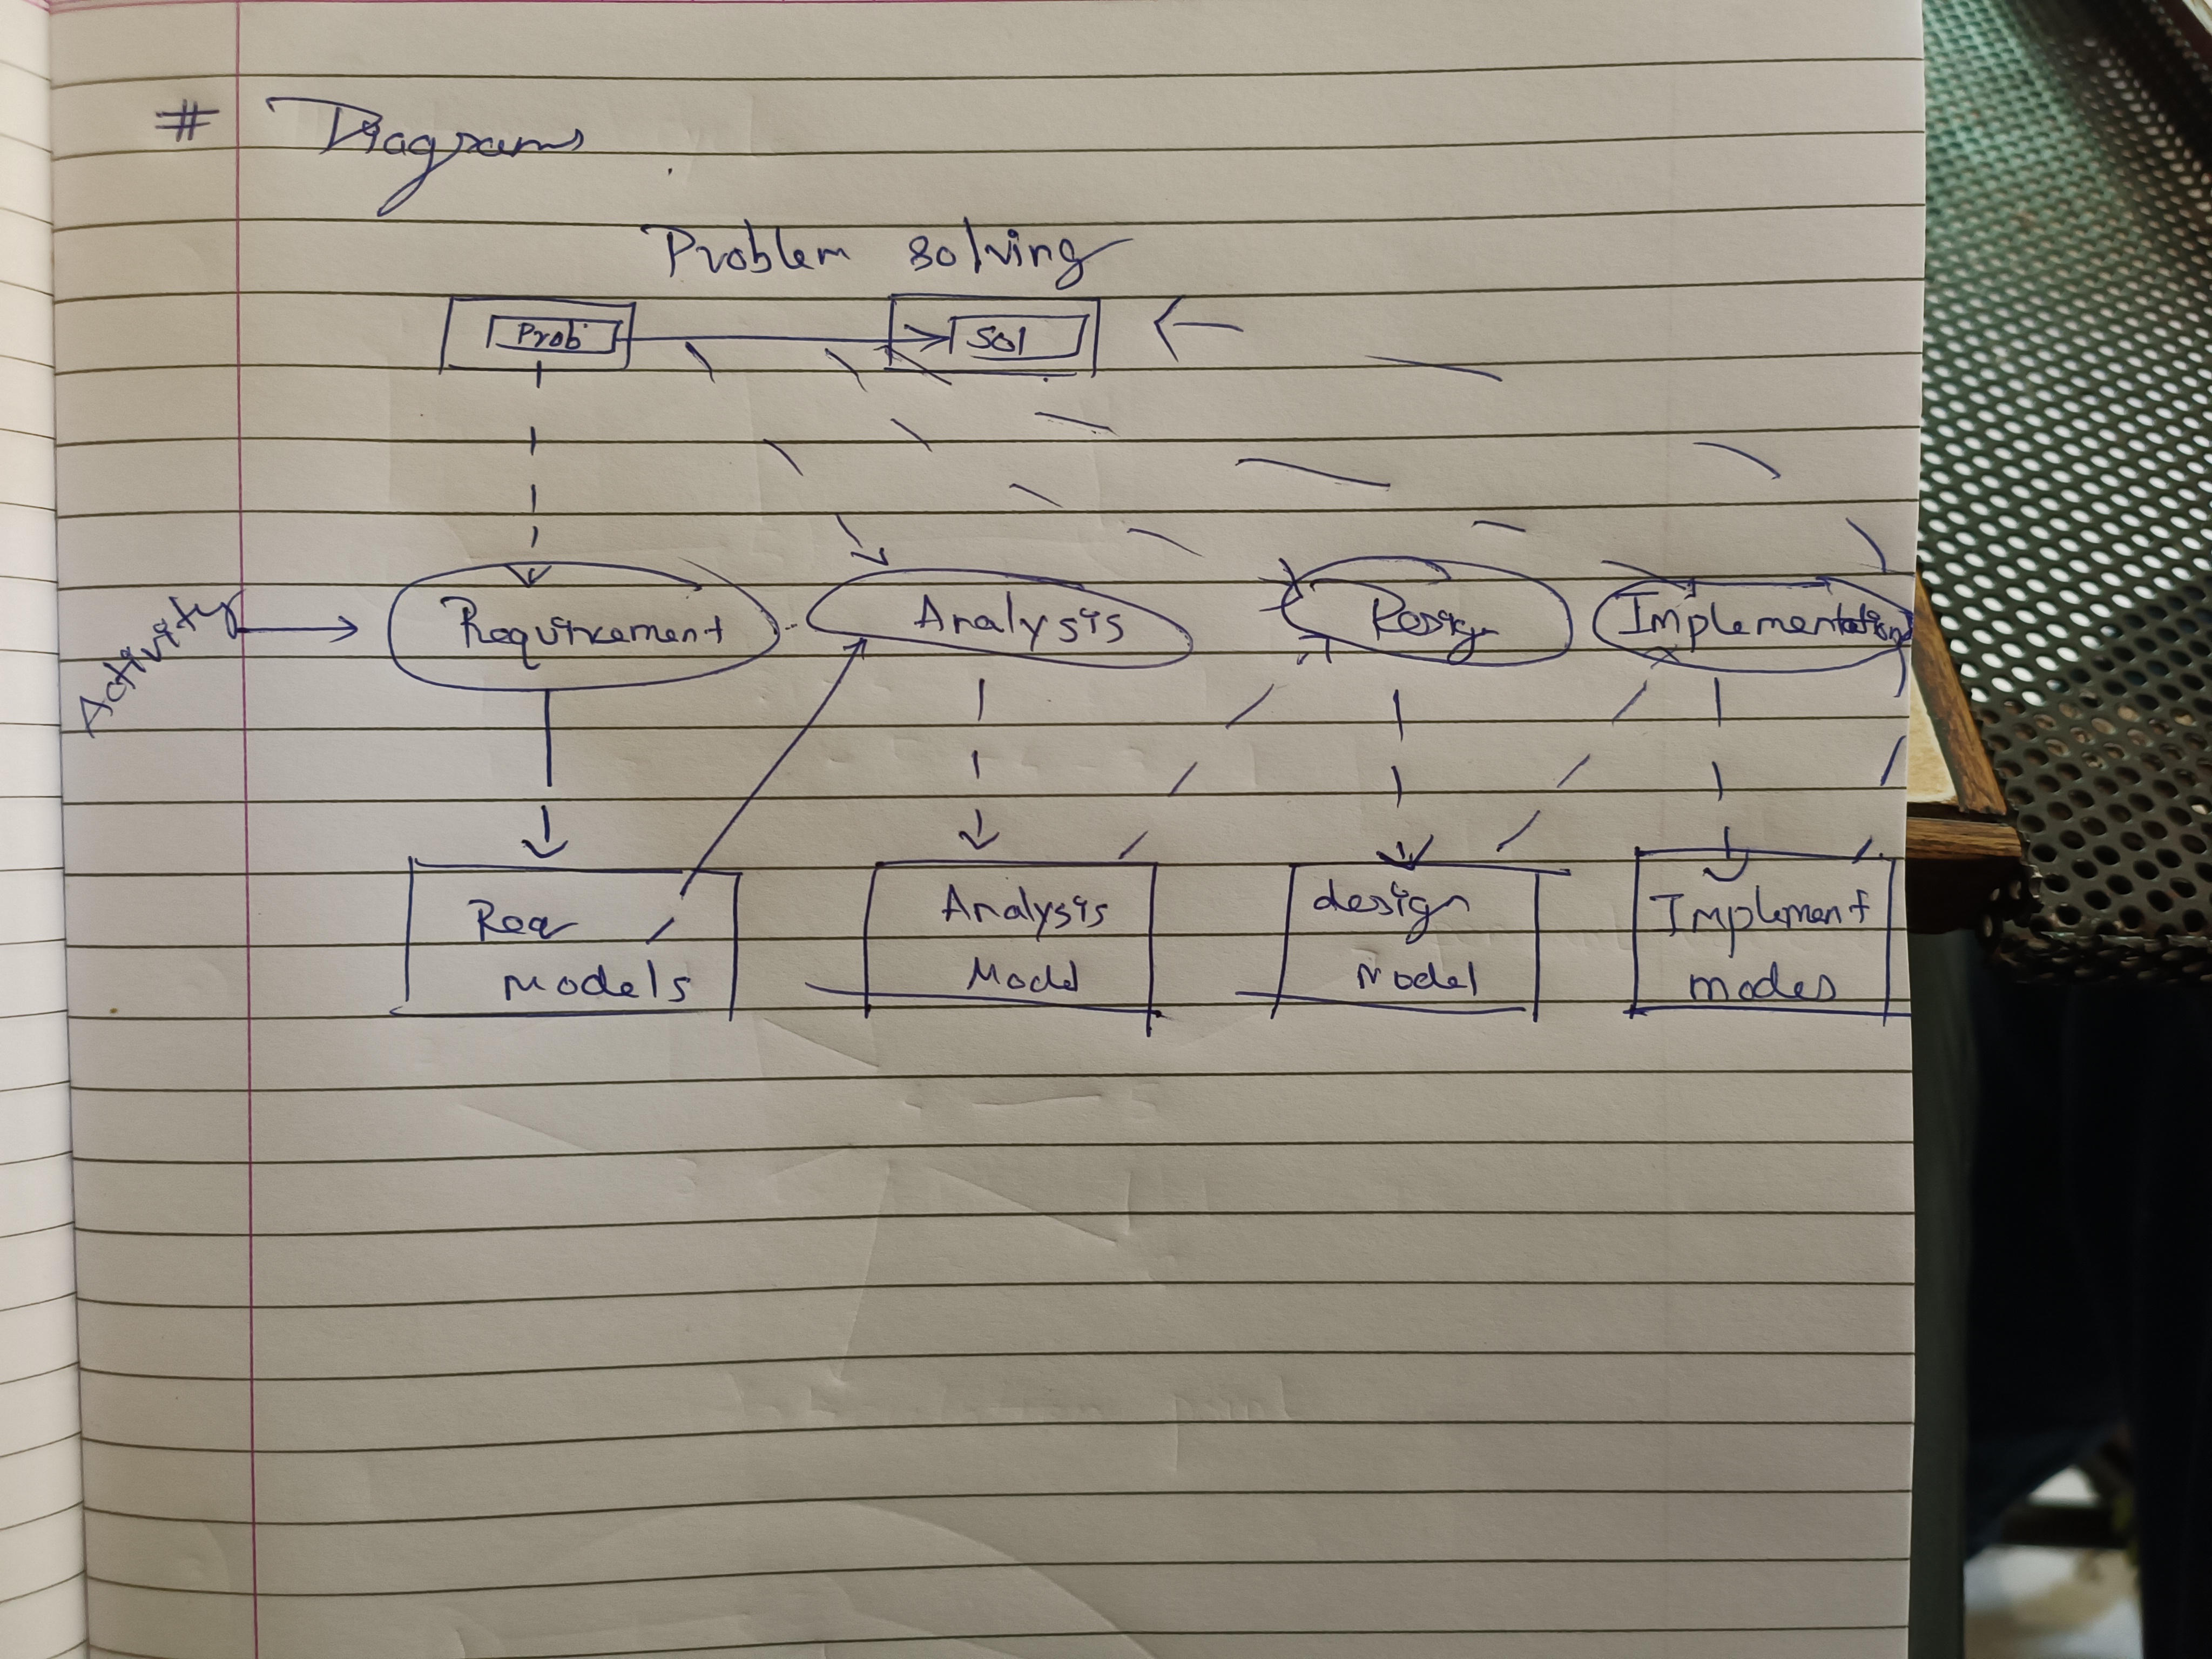 # Diagrams
Problem solving
Prob
Sol
Activity
Requirement
Analysis
Design
Implementation
Req
models
Analysis
Model
design
Model
Implement
modes